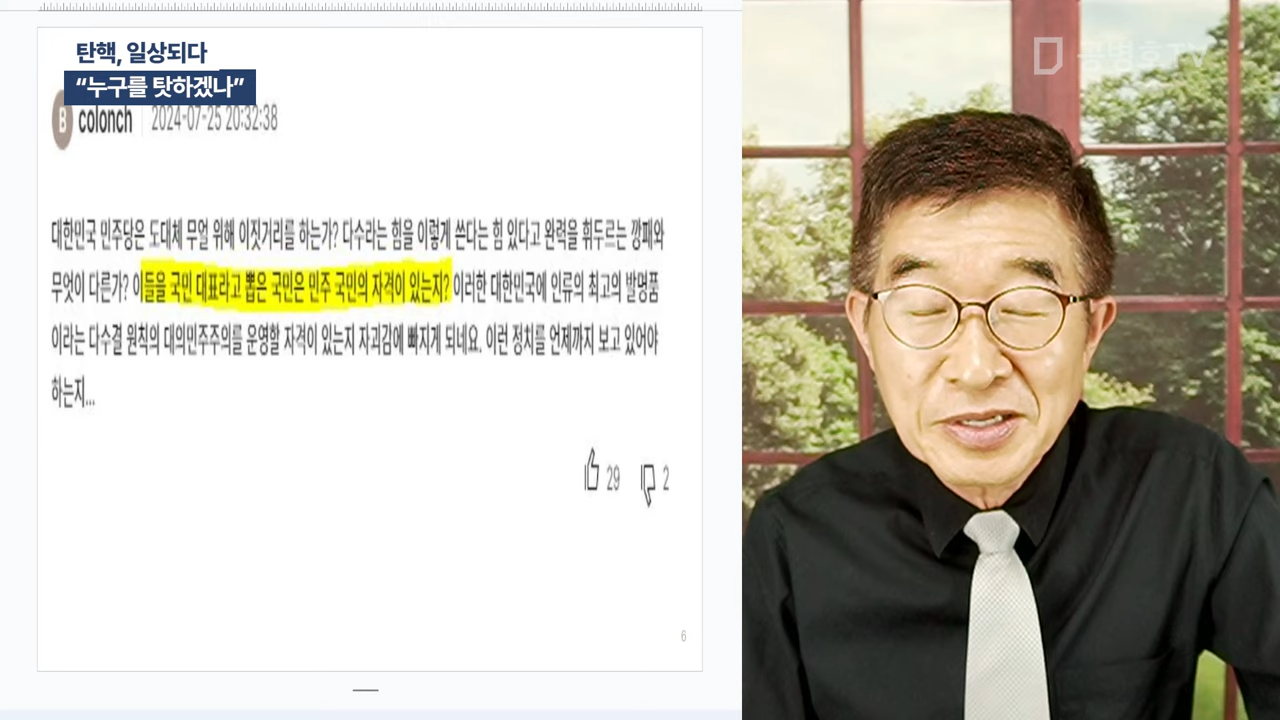 탄핵, 일상되다
“누구를 탓하겠나”
B colonch 2024-07-25 20:32:38
대한민국 민주당은 도대체 무얼 위해 이짓거리를 하는가? 다수라는 힘을 이렇게 쓴다는 힘 있다고 완력을 휘두르는 깡패와
무엇이 다른가? 이들을 국민 대표라고 뽑은 국민은 민주 국민의 자격이 있는지? 이러한 대한민국에 인류의 최고의 발명품
이라는 다수결 원칙의 대의민주주의를 운영할 자격이 있는지 자괴감에 빠지게 되네요. 이런 정치를 언제까지 보고 있어야
하는지...
29 2
6
공병호TV